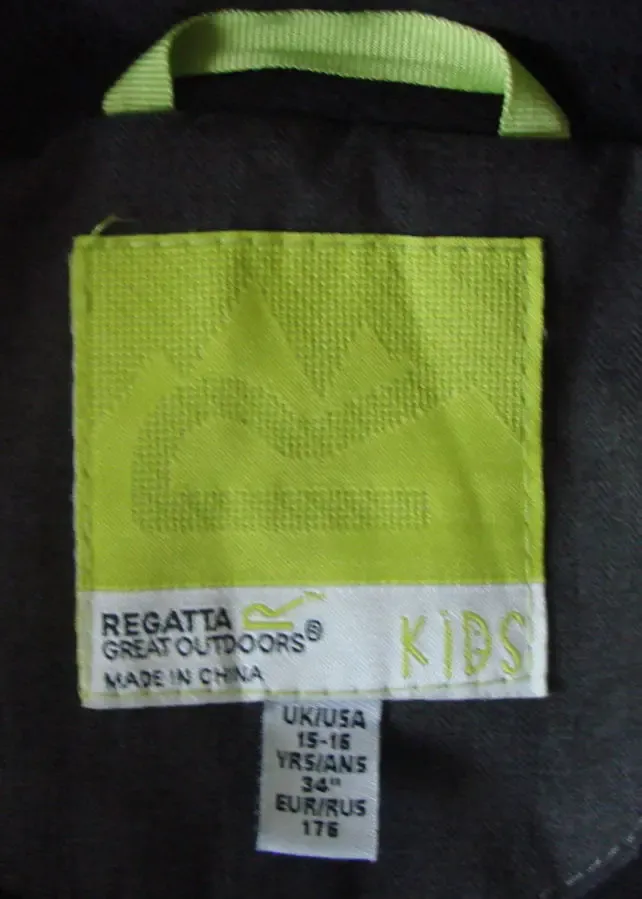 REGATTA
GREAT OUTDOORS®
MADE IN CHINA
KIDS
UK/USA
15-16
YRS/ANS
34"
EUR/RUS
176